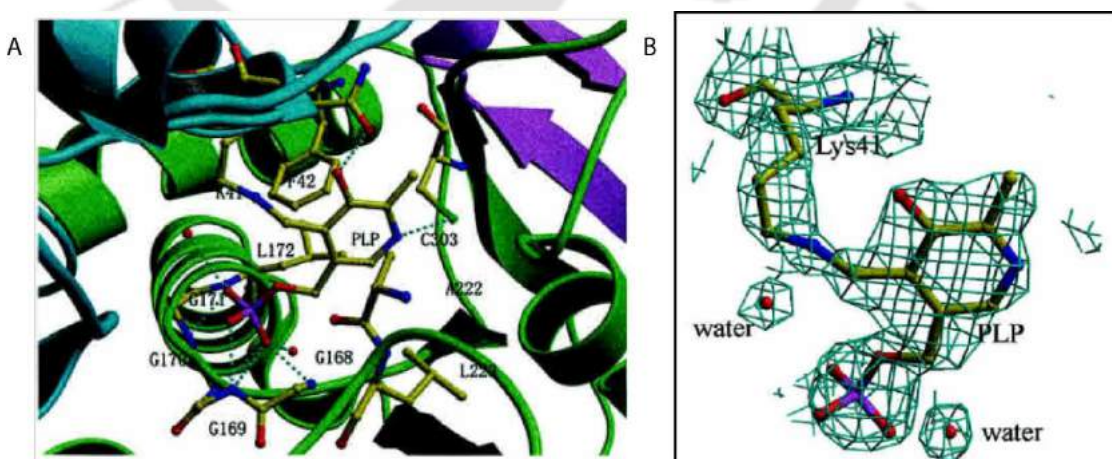 A
B
F42
K41
Lys41
L172
PLP
C303
G171
A222
water
PLP
G170
G168
L220
G169
water